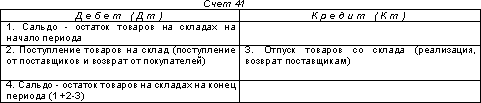 Счет 41
Дебет (Дт) Кредит (Кт)
1. Сальдо - остаток товаров на складах на
начало периода
2. Поступление товаров на склад (поступление
от поставщиков и возврат от покупателей)
3. Отпуск товаров со склада (реализация,
возврат поставщикам)
4. Сальдо - остаток товаров на складах на конец
периода (1+2-3)